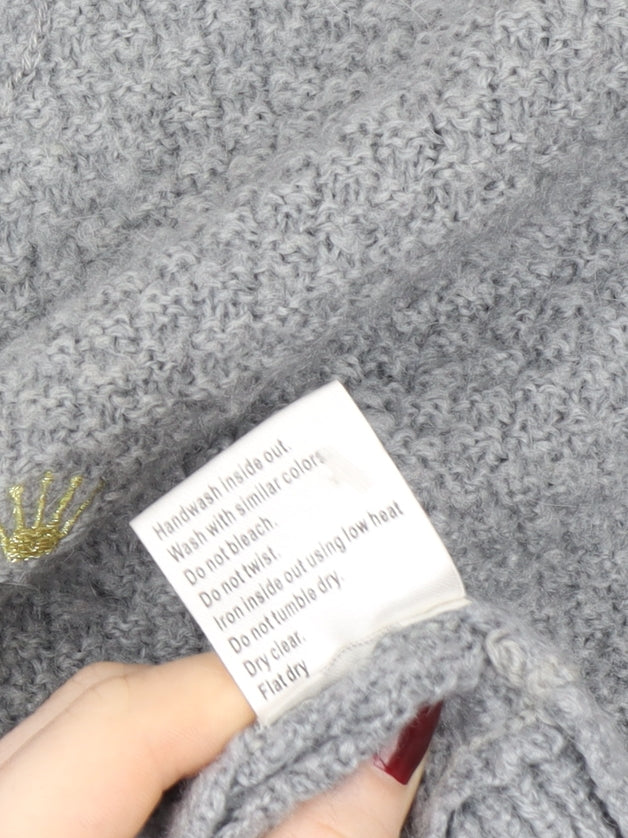 Handwash inside out.
Wash with similar colors
Do not bleach.
Do not twist.
Iron inside out using low heat
Do not tumble dry.
Dry clear.
Flat dry